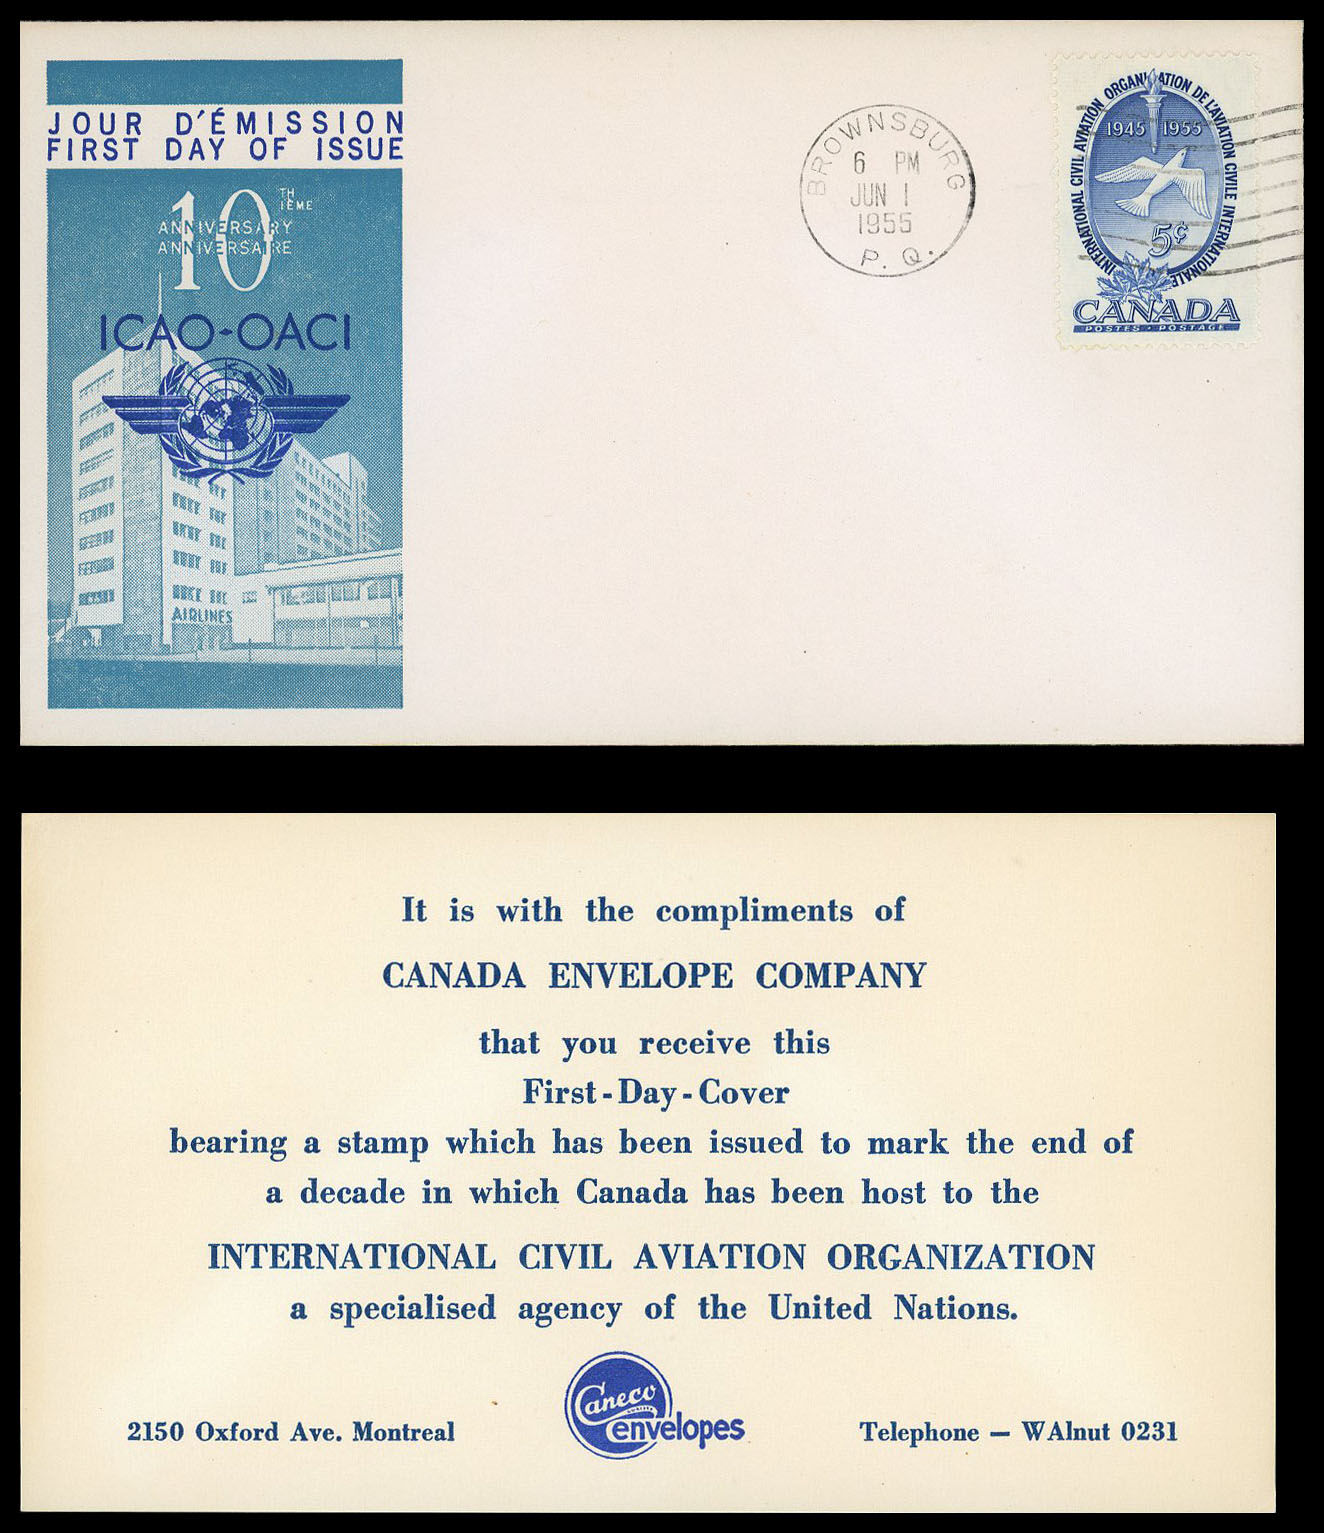 JOUR D'ÉMISSION
FIRST DAY OF ISSUE
10 TH
IÈME
ANNIVERSARY
ANNIVERSAIRE
ICAO-OACI
AIRLINES
BROWNSBURG
6 PM
JUN 1
1955
P. Q.
INTERNATIONAL CIVIL AVIATION ORGANIZATION DE L'AVIATION CIVILE INTERNATIONALE
1945 1955
5¢
CANADA
POSTES · POSTAGE
It is with the compliments of
CANADA ENVELOPE COMPANY
that you receive this
First-Day-Cover
bearing a stamp which has been issued to mark the end of
a decade in which Canada has been host to the
INTERNATIONAL CIVIL AVIATION ORGANIZATION
a specialised agency of the United Nations.
Caneco
QUALITY
envelopes
2150 Oxford Ave. Montreal
Telephone — WAlnut 0231